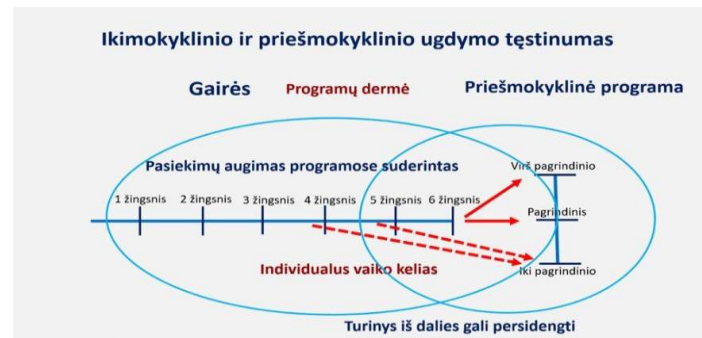 Ikimokyklinio ir priešmokyklinio ugdymo tęstinumas
Gairės
Programų dermė
Priešmokyklinė programa
Pasiekimų augimas programose suderintas
Virš pagrindinio
1 žingsnis
2 žingsnis
3 žingsnis
4 žingsnis
5 žingsnis
6 žingsnis
Pagrindinis
Individualus vaiko kelias
Iki pagrindinio
Turinys iš dalies gali persidengti